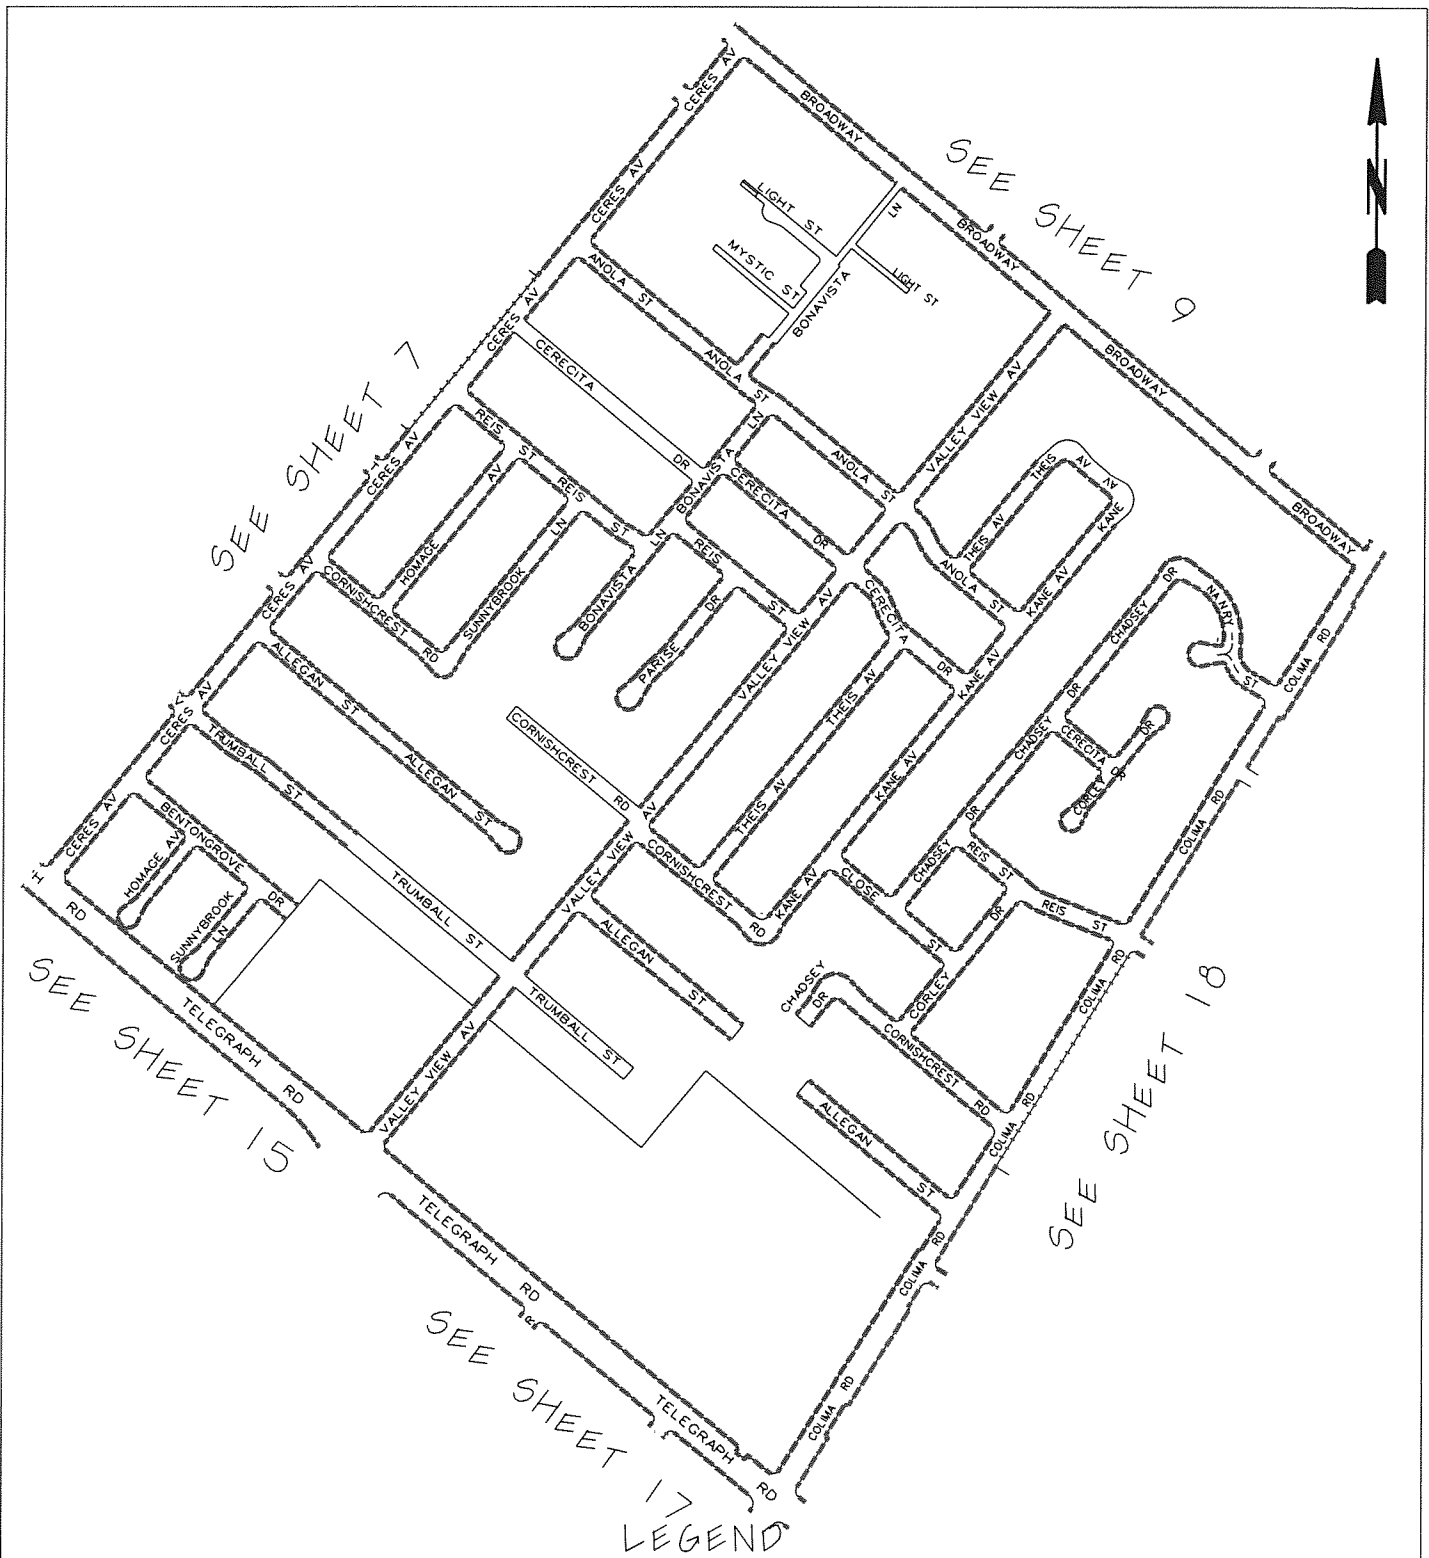 CERES AV
BROADWAY
N
SEE SHEET 9
CERES AV
LIGHT ST
LN
BROADWAY
MYSTIC ST
LIGHT ST
BONAVISTA
ANOLA ST
CERES AV
CERES AV
CERECITA DR
ANOLA ST
BROADWAY
VALLEY VIEW AV
SEE SHEET 7
REIS ST
CERES AV
REIS ST
BONAVISTA LN
CERECITA DR
ANOLA ST
THEIS AV
KANE AV
THEIS AV
BROADWAY
HOMAGE AV
SUNNYBROOK LN
BONAVISTA LN
REIS ST
PARISE DR
CERES AV
CORNISHCREST RD
ANOLA ST
KANE AV
CERECITA DR
VALLEY VIEW AV
CHADSEY DR
NANRY ST
COLIMA RD
ALLEGAN ST
CERES AV
THEIS AV
KANE AV
CHADSEY DR
CERECITA DR
CORLEY DR
TRUMBALL ST
ALLEGAN ST
CORNISHCREST RD
THEIS AV
KANE AV
CERES AV
BENTONGROVE DR
HOMAGE AV
SUNNYBROOK LN
TRUMBALL ST
VALLEY VIEW AV
CORNISHCREST RD
KANE AV
CLOSE ST
CHADSEY DR
REIS ST
REIS ST
COLIMA RD
'H RD
ALLEGAN ST
CORLEY DR
CHADSEY DR
COLIMA RD
SEE SHEET 15
TELEGRAPH RD
VALLEY VIEW AV
TRUMBALL ST
CORNISHCREST RD
COLIMA RD
SEE SHEET 18
ALLEGAN ST
TELEGRAPH RD
COLIMA RD
SEE SHEET 17
TELEGRAPH RD
COLIMA RD
LEGEND